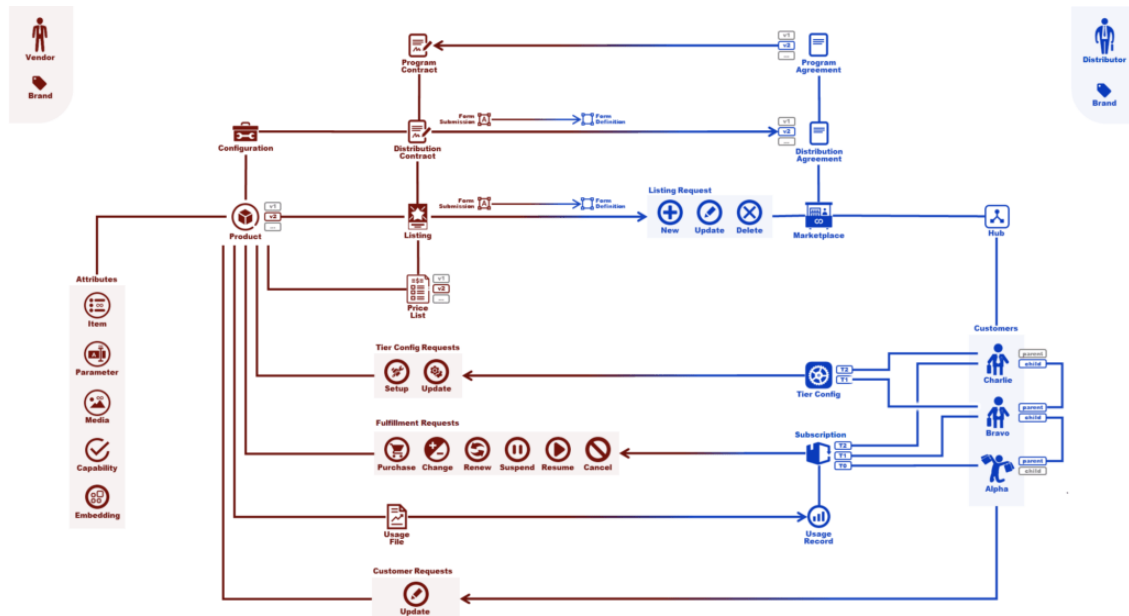 Vendor
Brand
Distributor
Brand
Program
Contract
v1
v2
...
Program
Agreement
Form
Submission
A
Form
Definition
Configuration
Distribution
Contract
v1
v2
...
Distribution
Agreement
Product
v1
v2
...
Form
Submission
A
Form
Definition
Listing
Listing Request
New
Update
Delete
Marketplace
Hub
Attributes
Item
Parameter
Media
Capability
Embedding
$$$
Price
List
v1
v2
...
Tier Config Requests
Setup
Update
Tier Config
T2
T1
Customers
Charlie
parent
child
Bravo
parent
child
Alpha
parent
child
Fulfillment Requests
Purchase
Change
Renew
Suspend
Resume
Cancel
Subscription
T2
T1
T0
Usage
File
Usage
Record
Customer Requests
Update